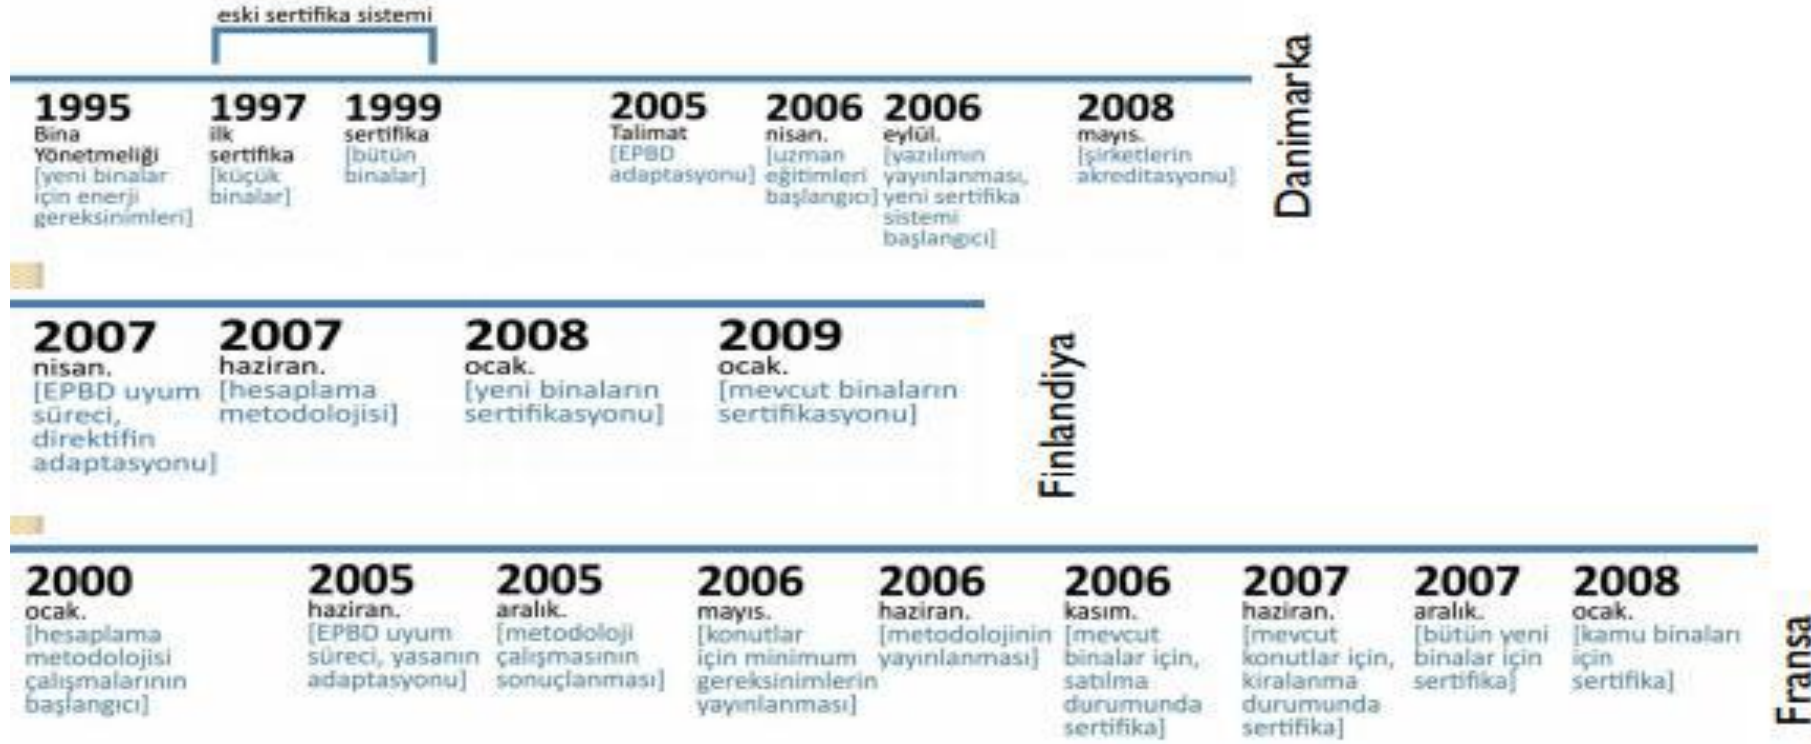 eski sertifika sistemi
Danimarka
1995
Bina
Yönetmeliği
[yeni binalar
için enerji
gereksinimleri]
1997
ilk
sertifika
[küçük
binalar]
1999
sertifika
[bütün
binalar]
2005
Talimat
[EPBD
adaptasyonu]
2006
nisan.
[uzman
eğitimleri
başlangıcı]
2006
eylül.
[yazılımın
yayınlanması,
yeni sertifika
sistemi
başlangıcı]
2008
mayıs.
[şirketlerin
akreditasyonu]
Finlandiya
2007
nisan.
[EPBD uyum
süreci,
direktifin
adaptasyonu]
2007
haziran.
[hesaplama
metodolojisi]
2008
ocak.
[yeni binaların
sertifikasyonu]
2009
ocak.
[mevcut binaların
sertifikasyonu]
Fransa
2000
ocak.
[hesaplama
metodolojisi
çalışmalarının
başlangıcı]
2005
haziran.
[EPBD uyum
süreci, yasanın
adaptasyonu]
2005
aralık.
[metodoloji
çalışmasının
sonuçlanması]
2006
mayıs.
[konutlar
için minimum
gereksinimlerin
yayınlanması]
2006
haziran.
[metodolojinin
yayınlanması]
2006
kasım.
[mevcut
binalar için,
satılma
durumunda
sertifika]
2007
haziran.
[mevcut
konutlar için,
kiralanma
durumunda
sertifika]
2007
aralık.
[bütün yeni
binalar için
sertifika]
2008
ocak.
[kamu binaları
için
sertifika]